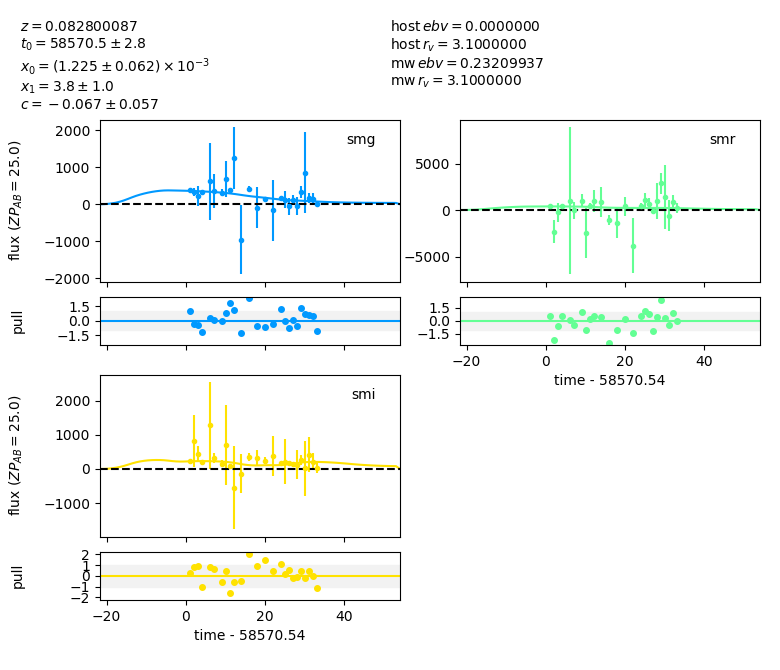 z = 0.082800087
t₀ = 58570.5 ± 2.8
x₀ = (1.225 ± 0.062) × 10⁻³
x₁ = 3.8 ± 1.0
c = −0.067 ± 0.057
host ebv = 0.0000000
host r_v = 3.1000000
mw ebv = 0.23209937
mw r_v = 3.1000000
flux (ZP_AB = 25.0)
2000
1000
0
−1000
−2000
smg
5000
0
−5000
smr
pull
1.5
0.0
−1.5
1.5
0.0
−1.5
−20
0
20
40
time - 58570.54
flux (ZP_AB = 25.0)
2000
1000
0
−1000
smi
pull
2
1
0
−1
−2
−20
0
20
40
time - 58570.54